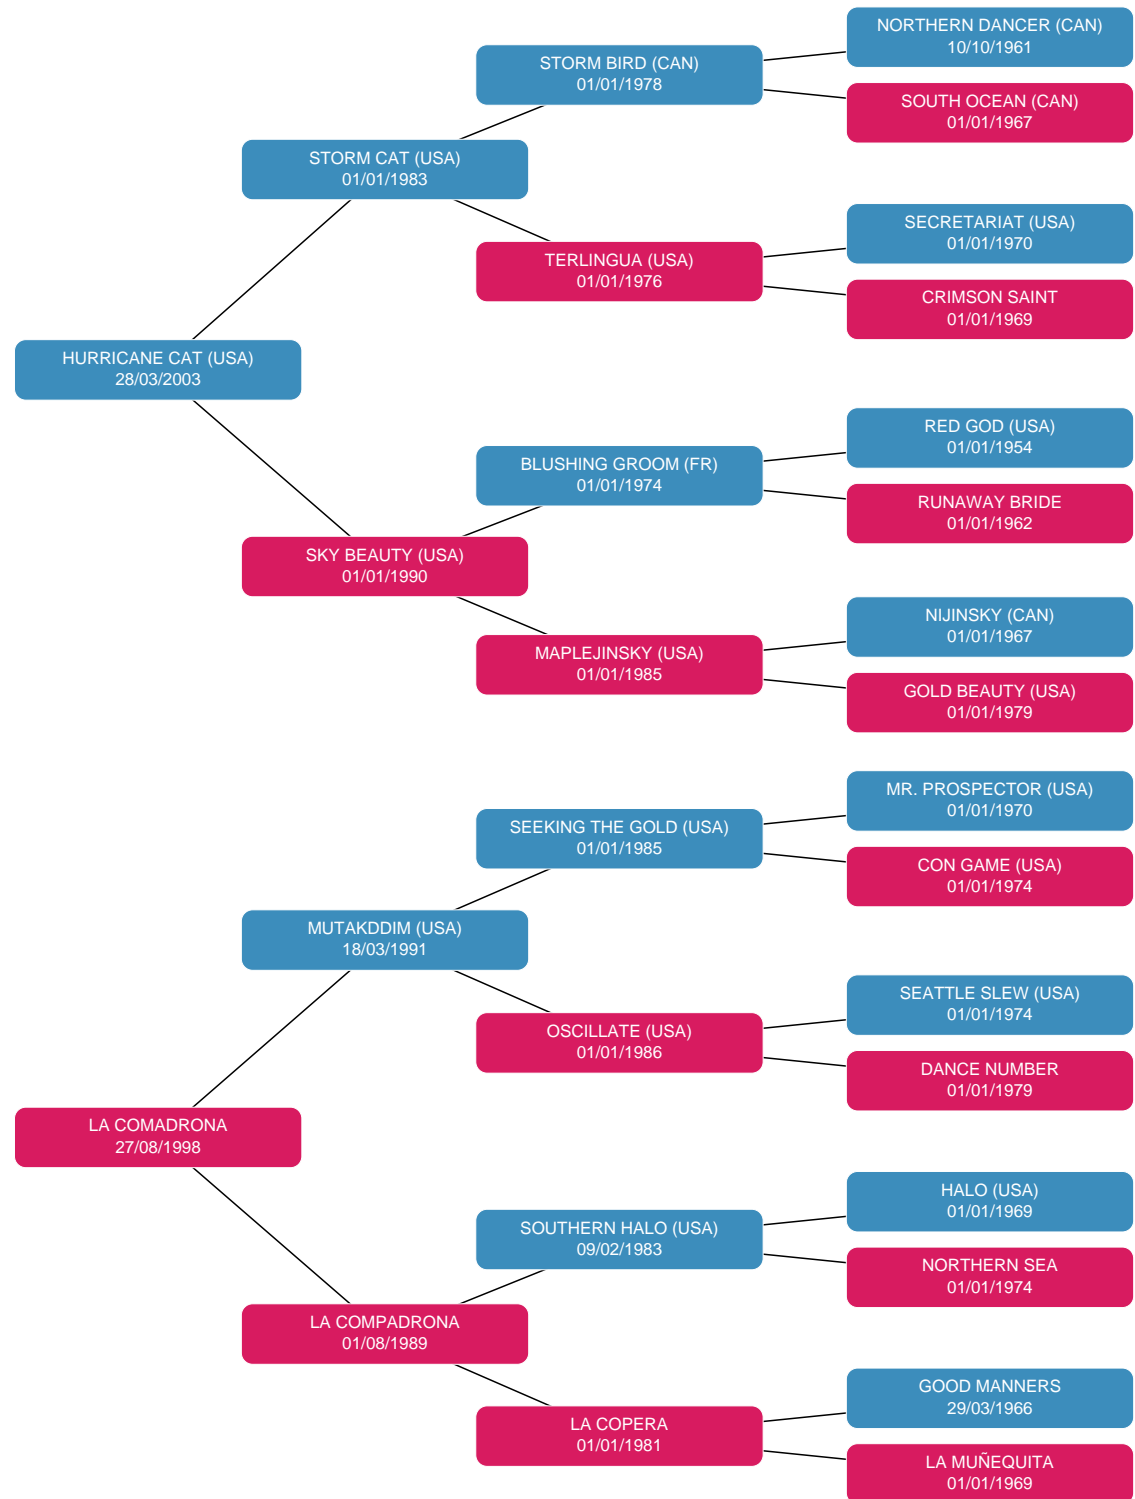 NORTHERN DANCER (CAN)
10/10/1961
STORM BIRD (CAN)
01/01/1978
SOUTH OCEAN (CAN)
01/01/1967
STORM CAT (USA)
01/01/1983
SECRETARIAT (USA)
01/01/1970
TERLINGUA (USA)
01/01/1976
CRIMSON SAINT
01/01/1969
HURRICANE CAT (USA)
28/03/2003
RED GOD (USA)
01/01/1954
BLUSHING GROOM (FR)
01/01/1974
RUNAWAY BRIDE
01/01/1962
SKY BEAUTY (USA)
01/01/1990
NIJINSKY (CAN)
01/01/1967
MAPLEJINSKY (USA)
01/01/1985
GOLD BEAUTY (USA)
01/01/1979
MR. PROSPECTOR (USA)
01/01/1970
SEEKING THE GOLD (USA)
01/01/1985
CON GAME (USA)
01/01/1974
MUTAKDDIM (USA)
18/03/1991
SEATTLE SLEW (USA)
01/01/1974
OSCILLATE (USA)
01/01/1986
DANCE NUMBER
01/01/1979
LA COMADRONA
27/08/1998
HALO (USA)
01/01/1969
SOUTHERN HALO (USA)
09/02/1983
NORTHERN SEA
01/01/1974
LA COMPADRONA
01/08/1989
GOOD MANNERS
29/03/1966
LA COPERA
01/01/1981
LA MUÑEQUITA
01/01/1969